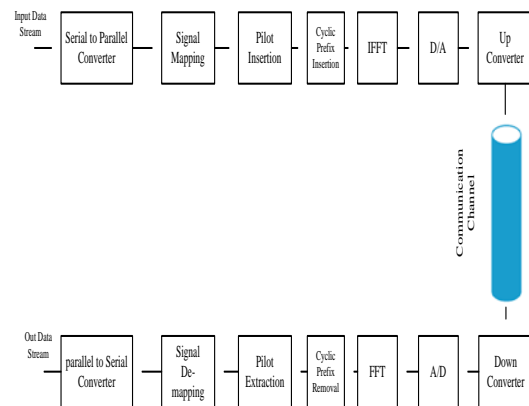 Input Data
Stream
Serial to Parallel
Converter
Signal
Mapping
Pilot
Insertion
Cyclic
Prefix
Insertion
IFFT
D/A
Up
Converter
Communication
Channel
Out Data
Stream
parallel to Serial
Converter
Signal
De-
mapping
Pilot
Extraction
Cyclic
Prefix
Removal
FFT
A/D
Down
Converter